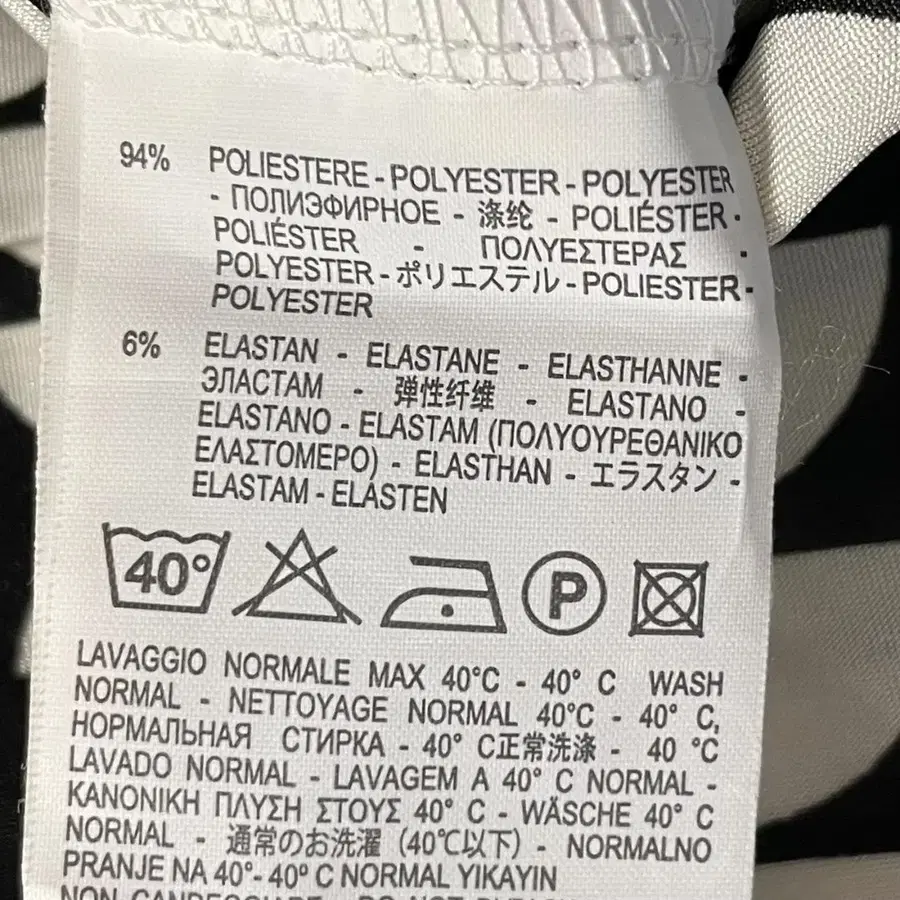 94% POLIESTERE - POLYESTER - POLYESTER
- ПОЛИЭФИРНОЕ - 涤纶 - POLIÉSTER -
POLIÉSTER - ΠΟΛΥΕΣΤΕΡΑΣ -
POLYESTER - ポリエステル - POLIESTER -
POLYESTER
6% ELASTAN - ELASTANE - ELASTHANNE -
ЭЛАСТАМ - 弹性纤维 - ELASTANO -
ELASTANO - ELASTAM (ΠΟΛΥΟΥΡΕΘΑΝΙΚΟ
ΕΛΑΣΤΟΜΕΡΟ) - ELASTHAN - エラスタン -
ELASTAM - ELASTEN
40° P
LAVAGGIO NORMALE MAX 40°C - 40° C WASH
NORMAL - NETTOYAGE NORMAL 40°C - 40° C,
НОРМАЛЬНАЯ СТИРКА - 40° C正常洗涤 - 40 °C
LAVADO NORMAL - LAVAGEM A 40° C NORMAL -
ΚΑΝΟΝΙΚΗ ΠΛΥΣΗ ΣΤΟΥΣ 40° C - WÄSCHE 40° C
NORMAL - 通常のお洗濯 (40℃以下) - NORMALNO
PRANJE NA 40°- 40° C NORMAL YIKAYIN